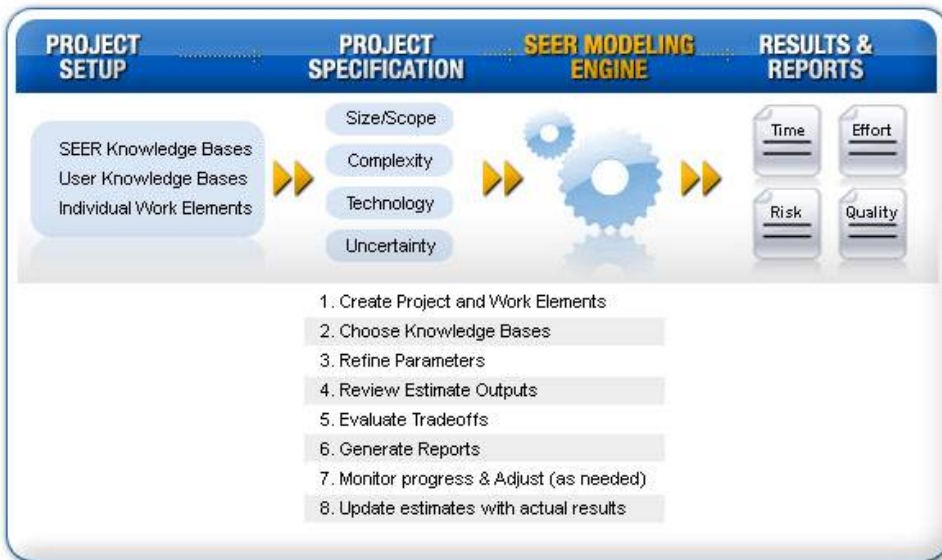 PROJECT
SETUP
PROJECT
SPECIFICATION
SEER MODELING
ENGINE
RESULTS &
REPORTS
SEER Knowledge Bases
User Knowledge Bases
Individual Work Elements
Size/Scope
Complexity
Technology
Uncertainty
Time
Effort
Risk
Quality
1. Create Project and Work Elements
2. Choose Knowledge Bases
3. Refine Parameters
4. Review Estimate Outputs
5. Evaluate Tradeoffs
6. Generate Reports
7. Monitor progress & Adjust (as needed)
8. Update estimates with actual results